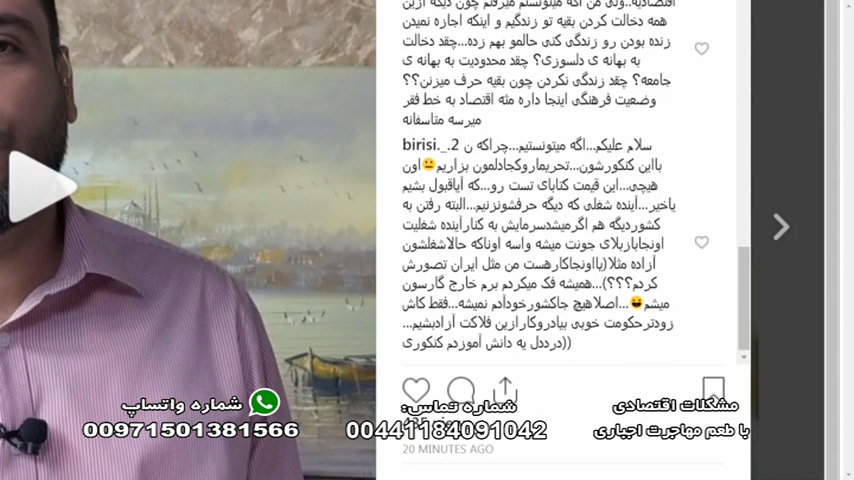 اقتصادیه..ولی من اگه میتونستم میرفتم چون دیگه ازین
همه دخالت کردن بقیه تو زندگیم و اینکه اجازه نمیدن
زنده بودن رو زندگی کنی حالمو بهم زده...چقد دخالت
به بهانه ی دلسوزی؟ چقد محدودیت به بهانه ی
جامعه؟ چقد زندگی نکردن چون بقیه حرف میزنن؟؟
وضعیت فرهنگی اینجا داره مثه اقتصاد به خط فقر
میرسه متاسفانه
birisi._.2 سلام علیکم...اگه میتونستیم...چراکه ن
بااین کنکورشون...تحریماروکجادلمون بزاریم😐اون
هیچی...این قیمت کتابای تست رو...که آیاقبول بشیم
یاخیر...آینده شغلی که دیگه حرفشونزنیم...البته رفتن به
کشوردیگه هم اگرمیشدسرمایش به کنارآینده شغلیت
اونجابازبلای جونت میشه واسه اوناکه حالاشغلشون
آزاده مثلا(یااونجاکارهست من مثل ایران تصورش
کردم؟؟؟)...همیشه فک میکردم برم خارج گارسون
میشم😄...اصلاهیچ جاکشورخودآدم نمیشه...فقط کاش
زودترحکومت خوبی بیادروکارازین فلاکت آزادبشیم...
((درددل یه دانش آموزدم کنکوری
شماره واتساپ
00971501381566
شماره تماس:
00441184091042
مشکلات اقتصادی
با طعم مهاجرت اجباری
20 MINUTES AGO